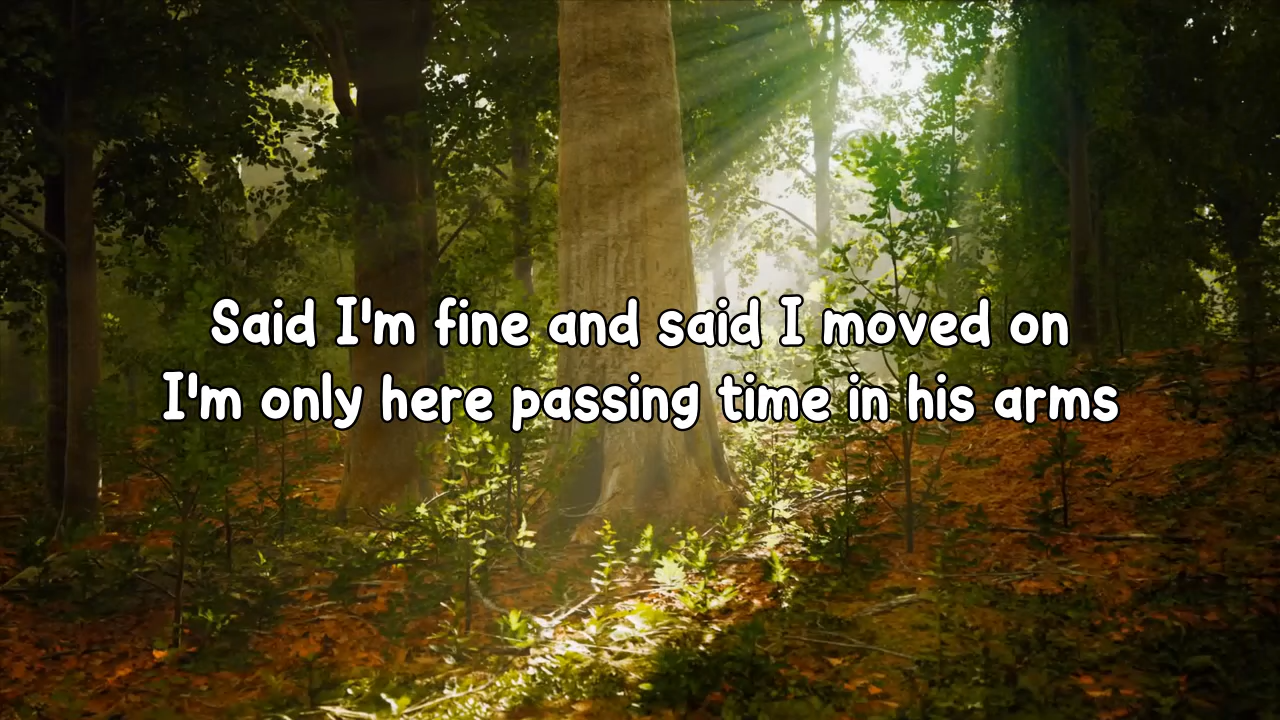 Said I'm fine and said I moved on
I'm only here passing time in his arms